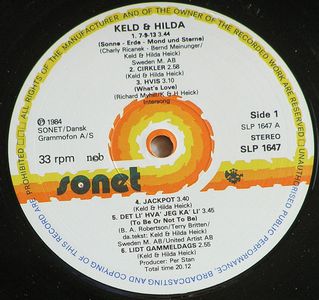 KELD & HILDA
1. 7-9-13 3.44
(Sonne - Erde - Mond und Sterne)
(Charly Ricanek - Bernd Meinunger/
Keld & Hilda Heick)
Sweden M. AB
2. CIRKLER 2.58
(Keld & Hilda Heick)
3. HVIS 3.10
(What's Love)
(Richard Myhill/K & H Heick)
Intersong
℗ 1984
SONET/Dansk
Grammofon A/S
33 rpm ncb
Side 1
SLP 1647 A
STEREO
SLP 1647
sonet
4. JACKPOT 3.40
(Keld & Hilda Heick)
5. DET LI' HVA' JEG KA' LI' 3.45
(To Be Or Not To Be)
(B. A. Robertson/Terry Britten/
da.tekst: Keld & Hilda Heick)
Sweden M. AB/United Artist AB
6. LIDT GAMMELDAGS 2.55
(Keld & Hilda Heick)
Producer: Per Stan
Total time 20.12
ALL RIGHTS OF THE MANUFACTURER AND OF THE OWNER OF THE RECORDED WORK ARE RESERVED. UNAUTHORISED PUBLIC PERFORMANCE, BROADCASTING AND COPYING OF THIS RECORD ARE PROHIBITED